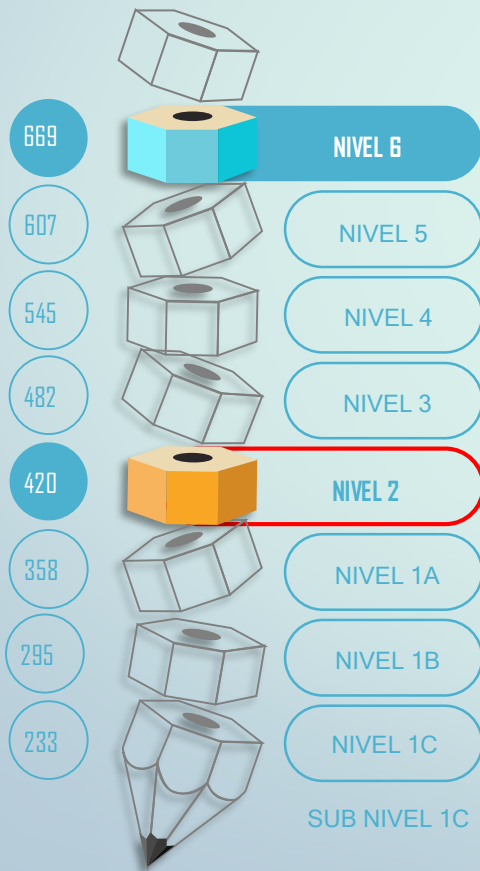 669 NIVEL 6
607 NIVEL 5
545 NIVEL 4
482 NIVEL 3
420 NIVEL 2
358 NIVEL 1A
295 NIVEL 1B
233 NIVEL 1C
SUB NIVEL 1C